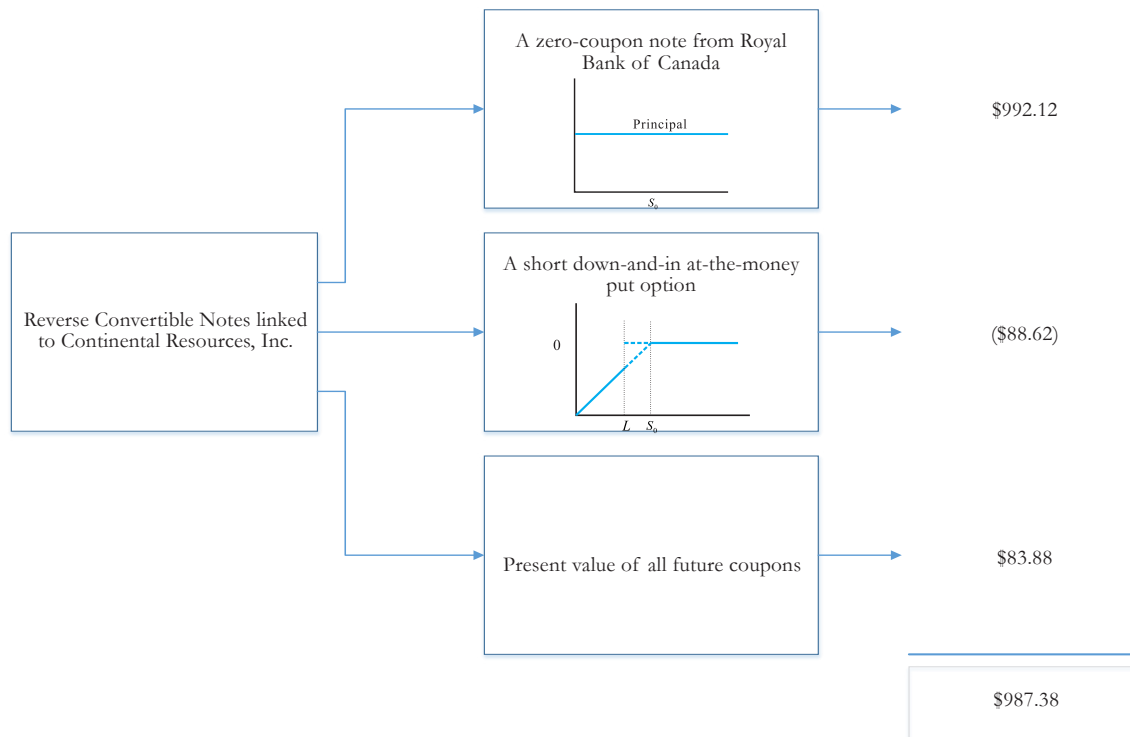 A zero-coupon note from Royal
Bank of Canada
Principal
S₀
$992.12
Reverse Convertible Notes linked
to Continental Resources, Inc.
A short down-and-in at-the-money
put option
0
L S₀
($88.62)
Present value of all future coupons
$83.88
$987.38